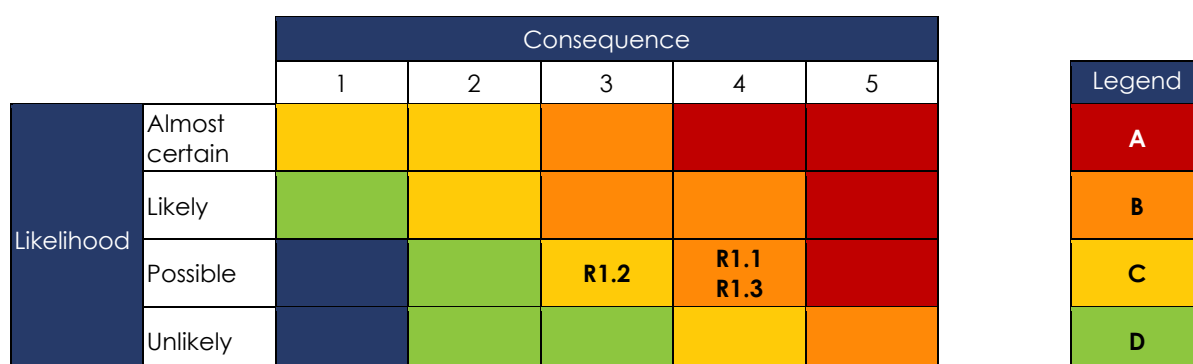 Consequence
1 2 3 4 5 Legend
Almost
certain A
Likely B
Likelihood
Possible R1.2 R1.1
R1.3 C
Unlikely D